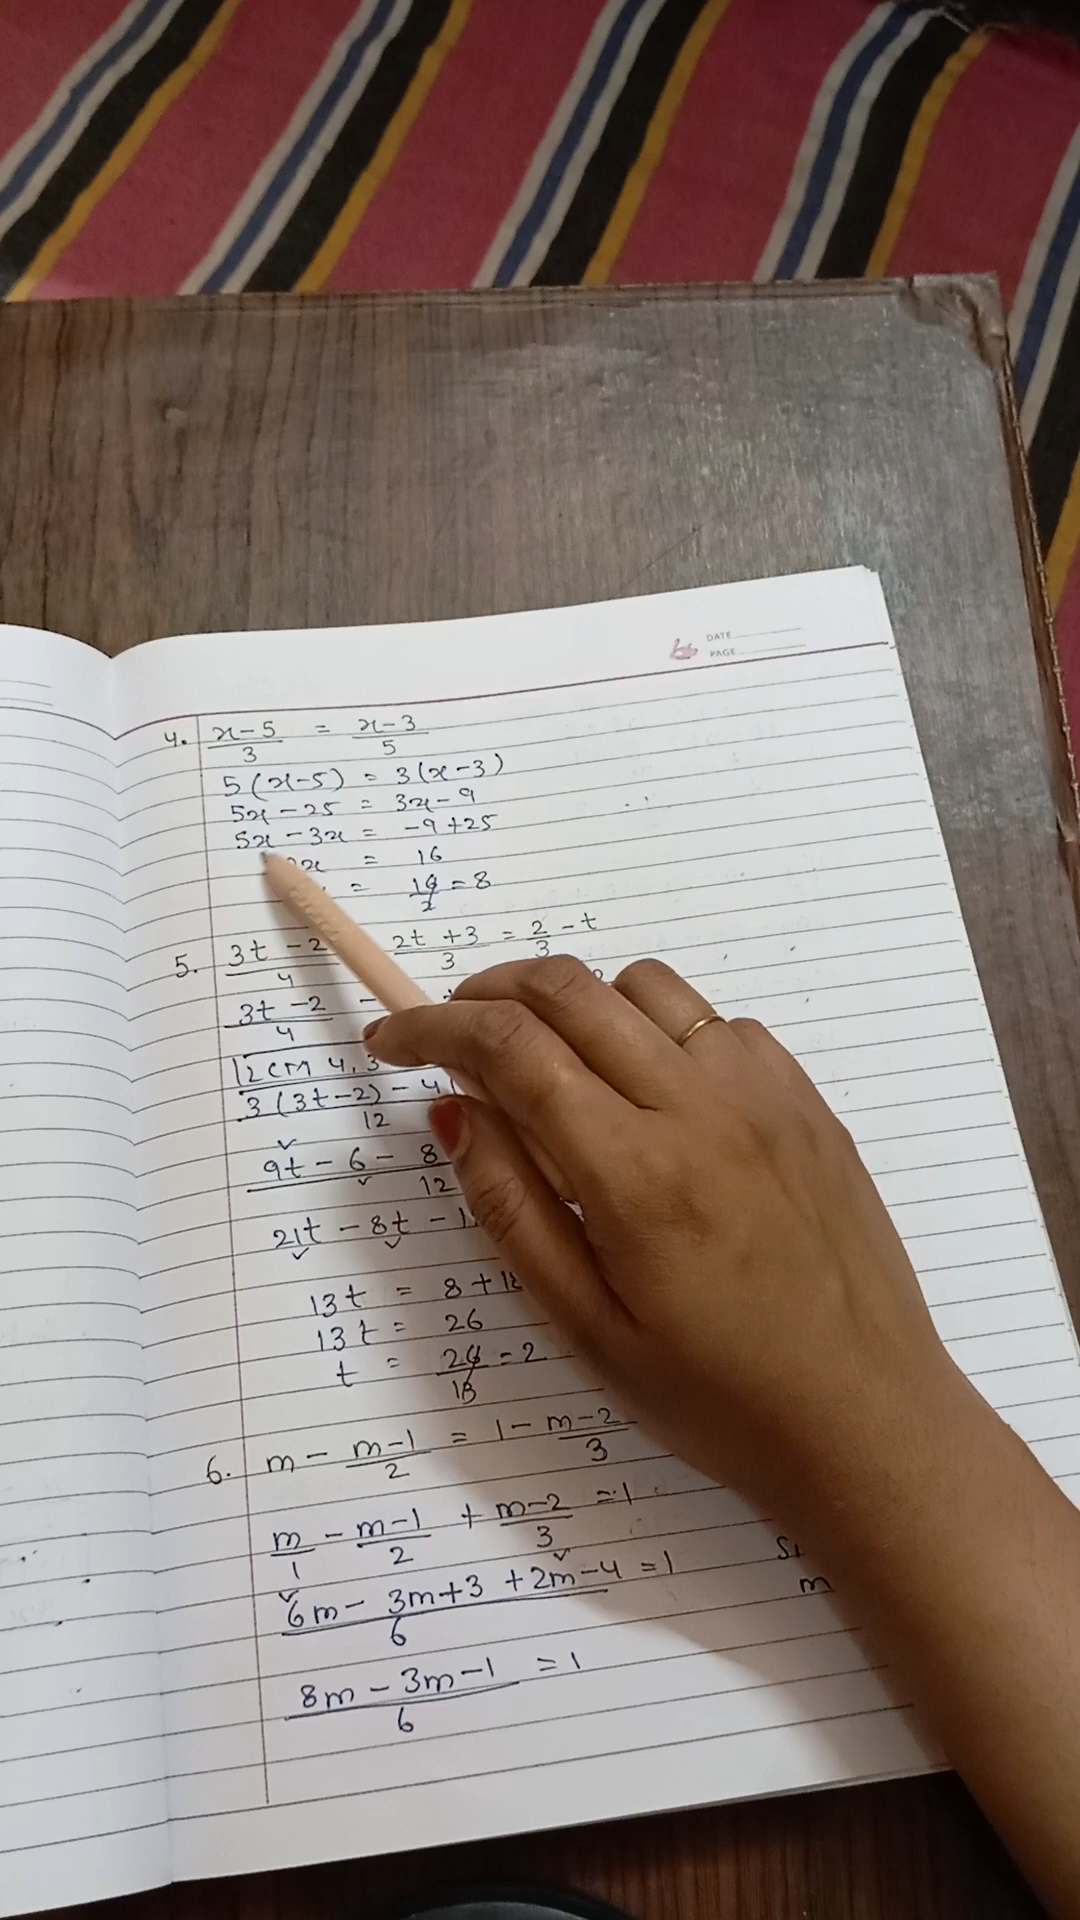 DATE
PAGE
4. x-5/3 = x-3/5
5(x-5) = 3(x-3)
5x - 25 = 3x - 9
5x - 3x = -9 + 25
x = 16
= 16/2 = 8
5. 3t - 2/4 2t + 3/3 = 2/3 - t
3t - 2/4 -
LCM 4, 3
3(3t-2) - 4/12
9t - 6 - 8/12
21t - 8t - 1
13t = 8 + 18
13t = 26
t = 26/13 = 2
6. m - m-1/2 = 1 - m-2/3
m/1 - m-1/2 + m-2/3 = 1
6m - 3m+3 + 2m-4/6 = 1
m
8m - 3m - 1/6 = 1